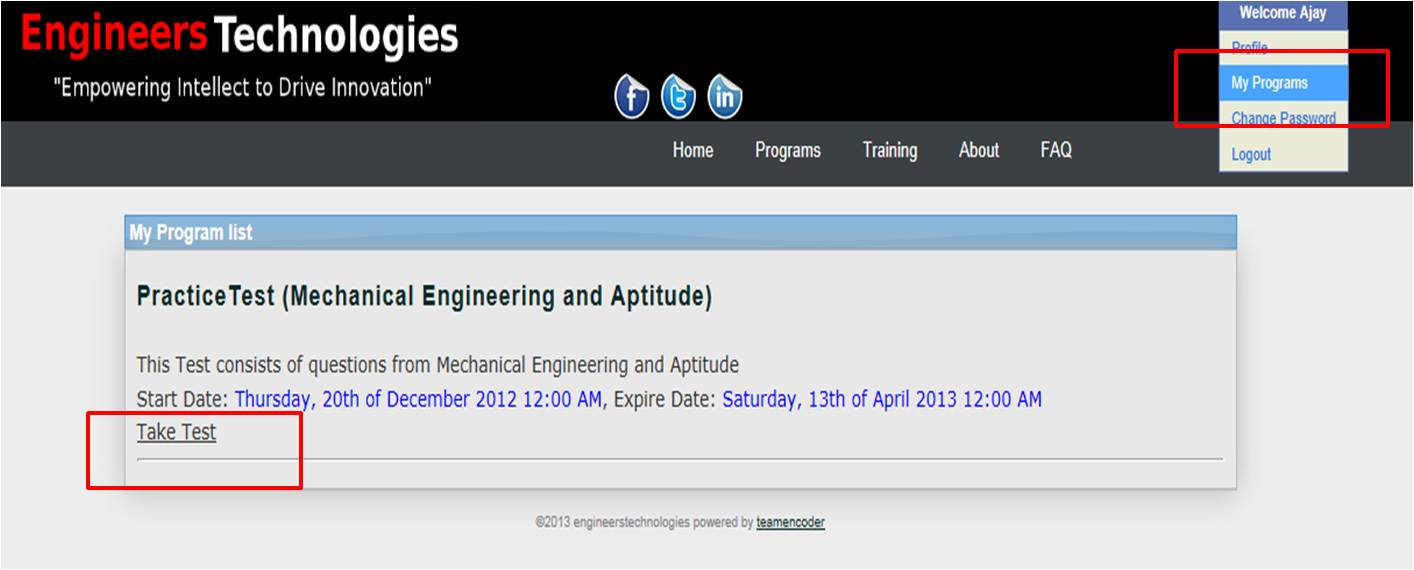 Engineers Technologies
"Empowering Intellect to Drive Innovation"
Welcome Ajay
Profile
My Programs
Change Password
Logout
Home Programs Training About FAQ
My Program list
PracticeTest (Mechanical Engineering and Aptitude)
This Test consists of questions from Mechanical Engineering and Aptitude
Start Date: Thursday, 20th of December 2012 12:00 AM, Expire Date: Saturday, 13th of April 2013 12:00 AM
Take Test
©2013 engineerstechnologies powered by teamencoder